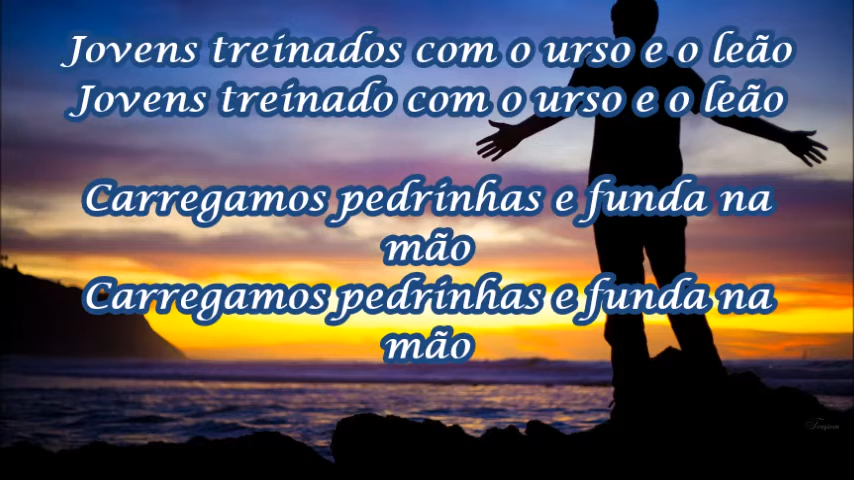 Jovens treinados com o urso e o leão
Jovens treinado com o urso e o leão
Carregamos pedrinhas e funda na
mão
Carregamos pedrinhas e funda na
mão